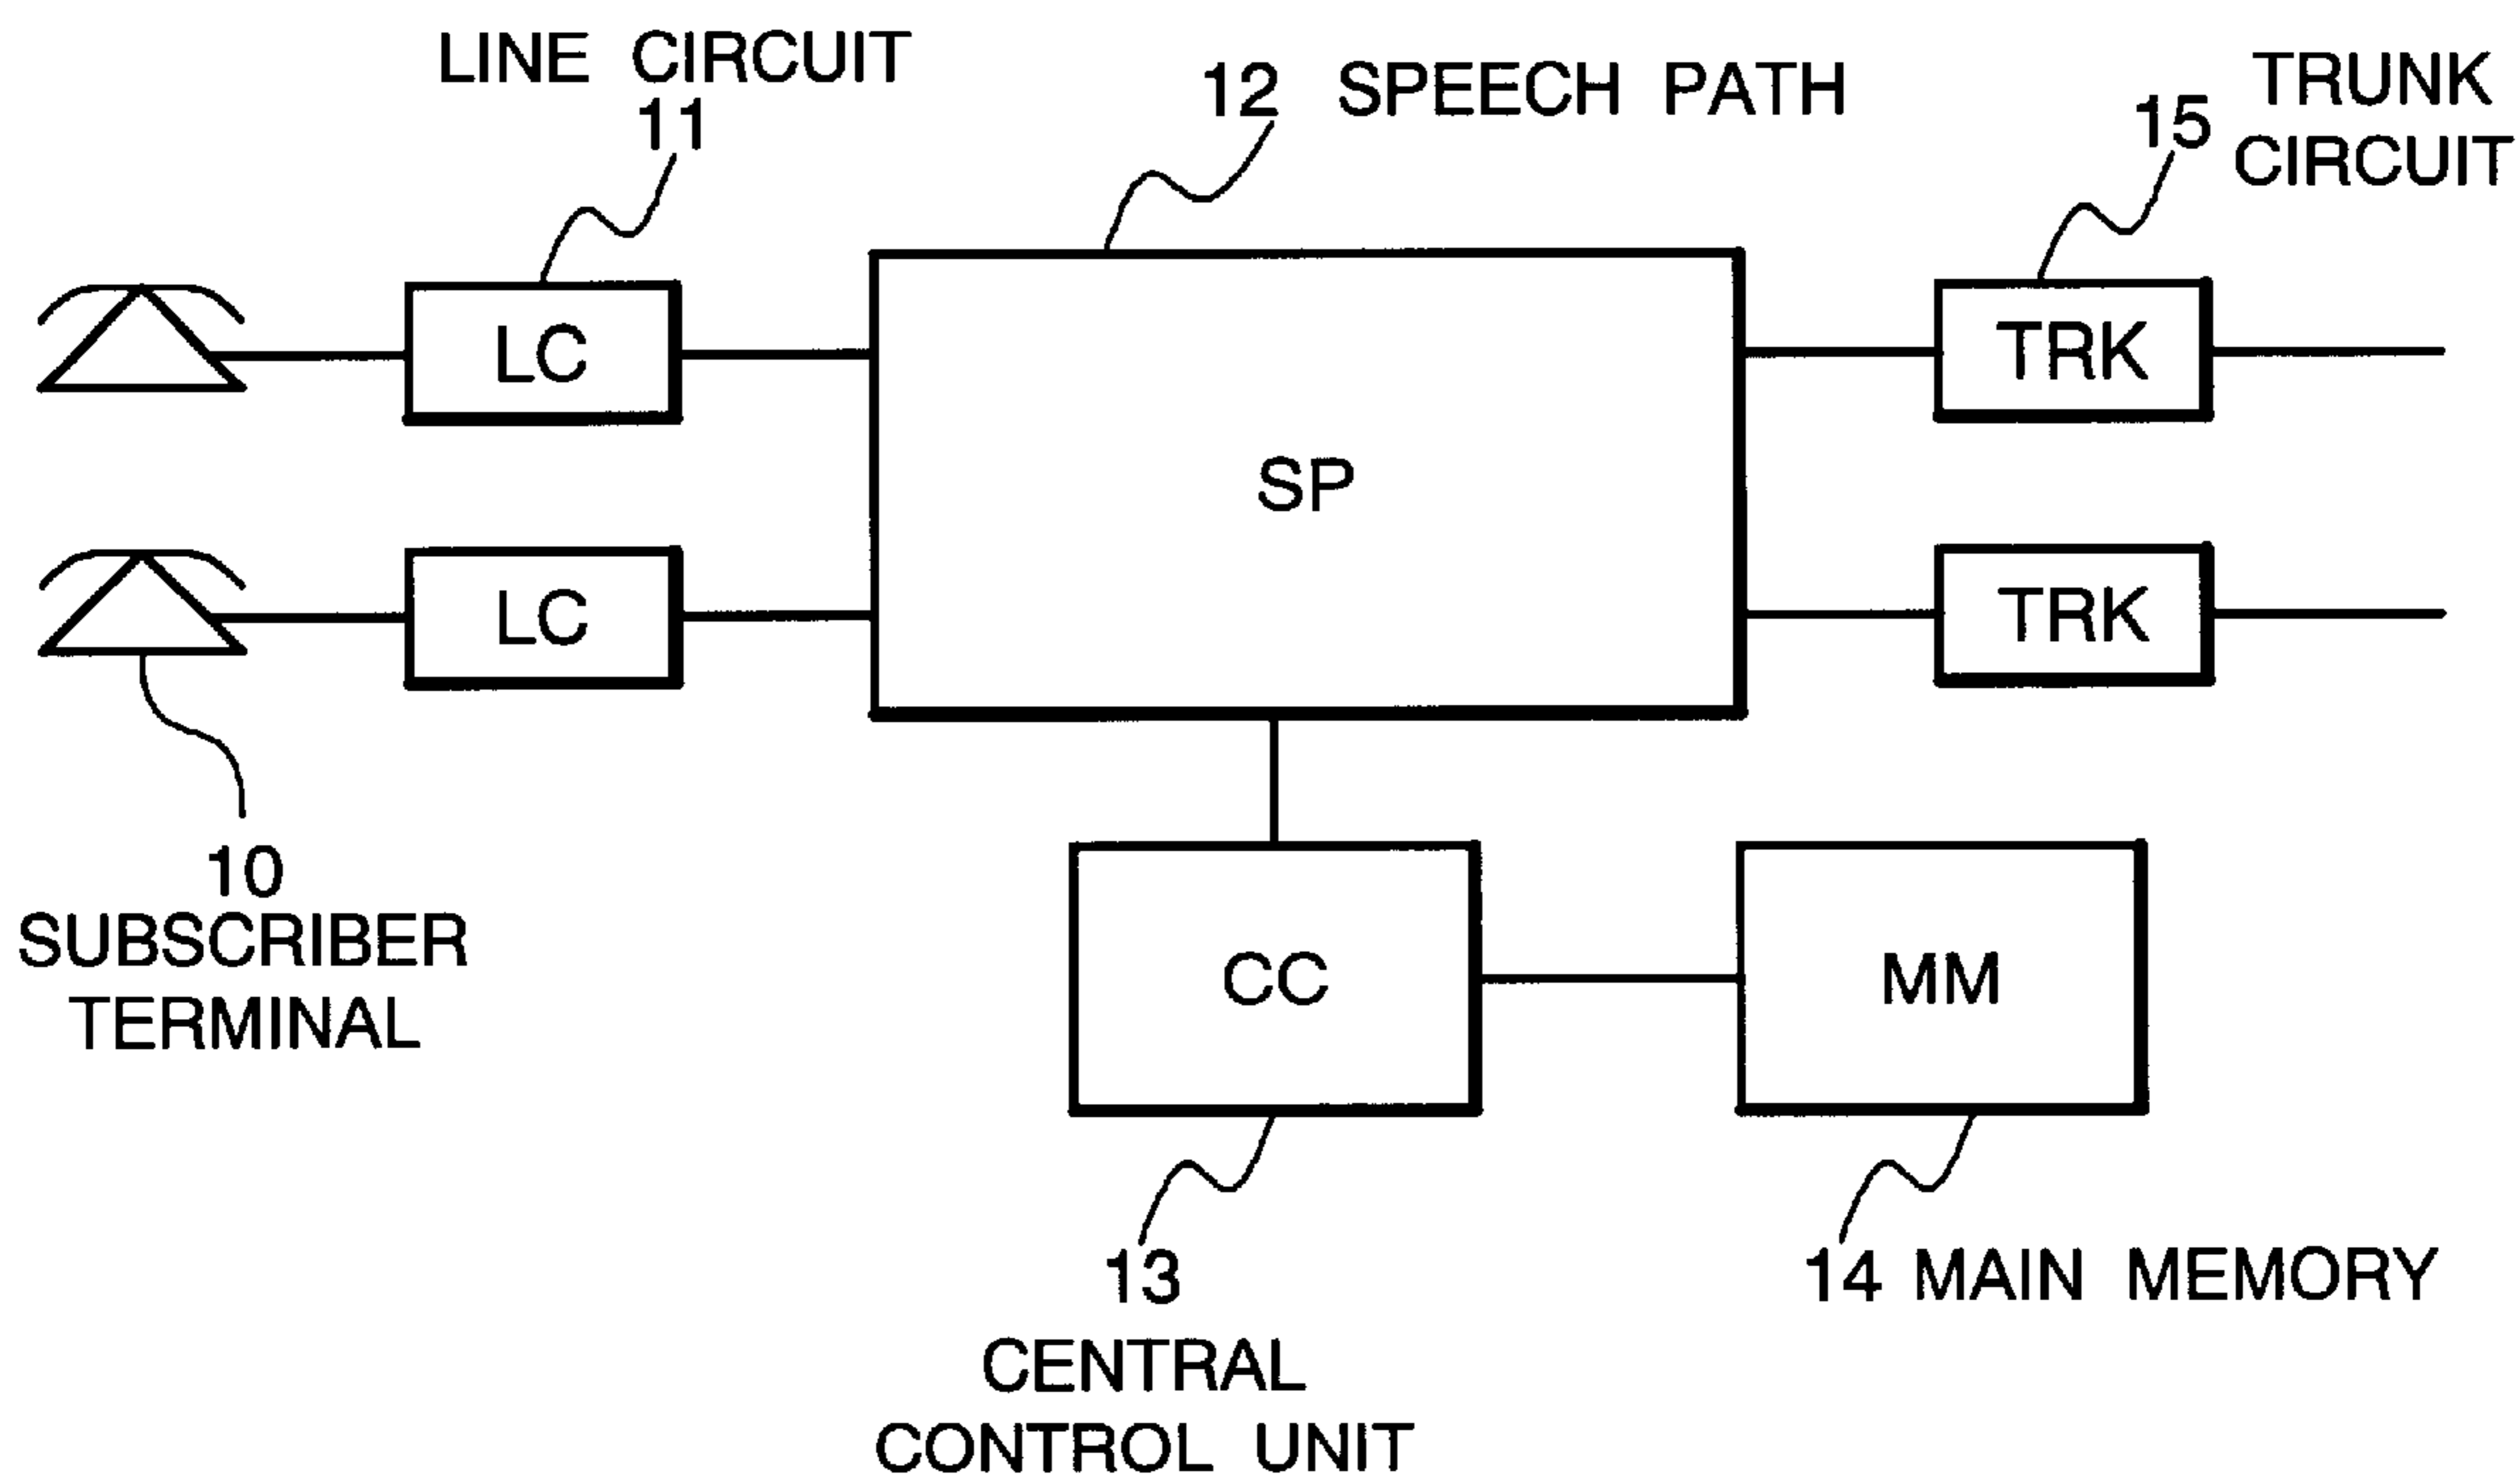 LINE CIRCUIT
11
12 SPEECH PATH
15
TRUNK
CIRCUIT
LC
TRK
SP
LC
TRK
10
SUBSCRIBER
TERMINAL
CC
MM
13
CENTRAL
CONTROL UNIT
14 MAIN MEMORY